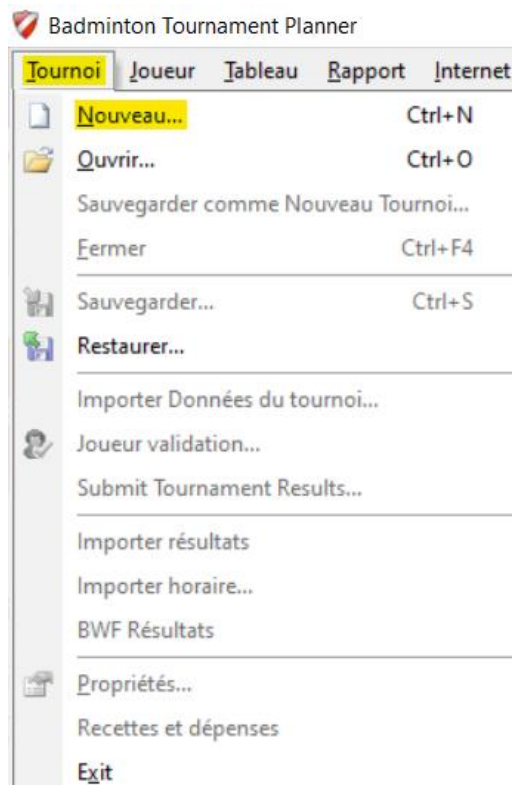 Badminton Tournament Planner
Tournoi Joueur Tableau Rapport Internet
Nouveau... Ctrl+N
Ouvrir... Ctrl+O
Sauvegarder comme Nouveau Tournoi...
Fermer Ctrl+F4
Sauvegarder... Ctrl+S
Restaurer...
Importer Données du tournoi...
Joueur validation...
Submit Tournament Results...
Importer résultats
Importer horaire...
BWF Résultats
Propriétés...
Recettes et dépenses
Exit